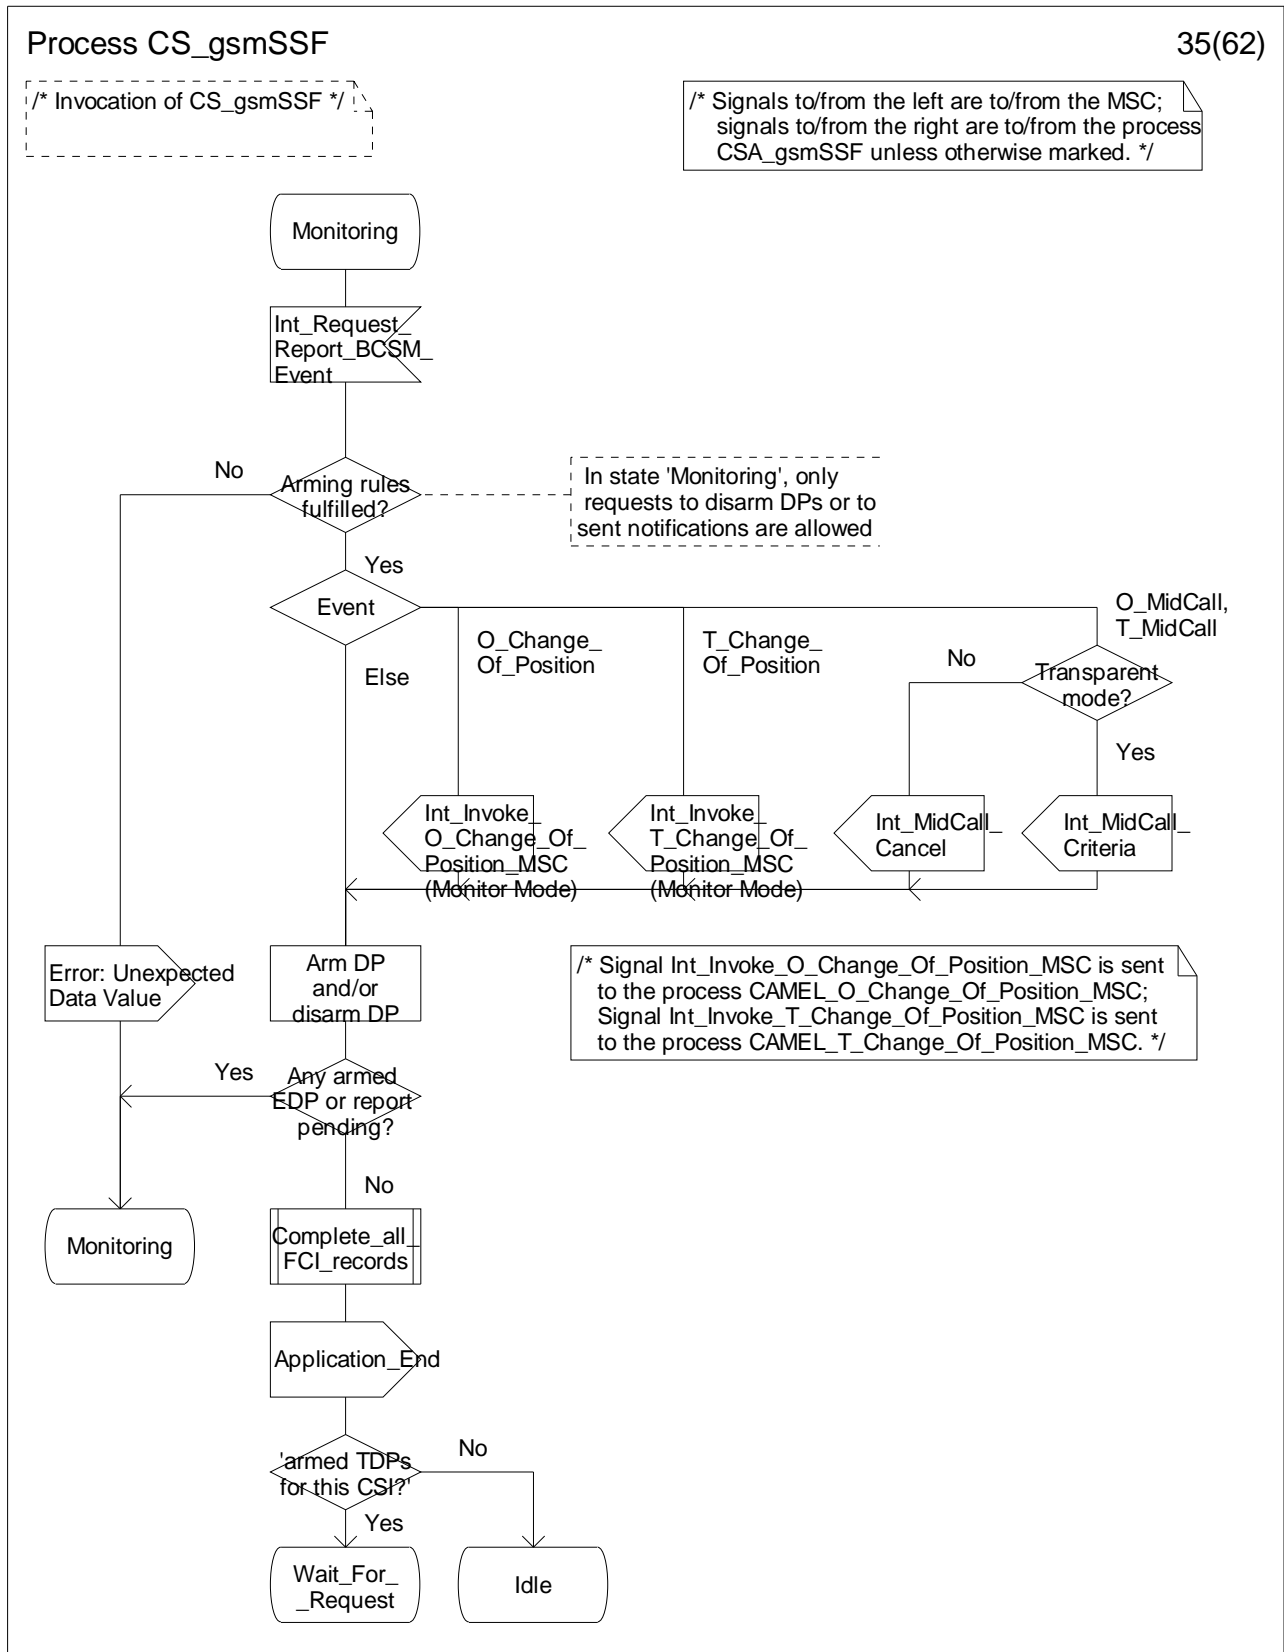 Process CS_gsmSSF
35(62)
/* Invocation of CS_gsmSSF */
/* Signals to/from the left are to/from the MSC;
signals to/from the right are to/from the process
CSA_gsmSSF unless otherwise marked. */
Monitoring
Int_Request_
Report_BCSM_
Event
No
Arming rules
fulfilled?
In state 'Monitoring', only
requests to disarm DPs or to
sent notifications are allowed
Yes
Event
O_MidCall,
T_MidCall
O_Change_
Of_Position
T_Change_
Of_Position
No
Else
Transparent
mode?
Yes
Int_Invoke_
O_Change_Of_
Position_MSC
(Monitor Mode)
Int_Invoke_
T_Change_Of_
Position_MSC
(Monitor Mode)
Int_MidCall_
Cancel
Int_MidCall_
Criteria
Error: Unexpected
Data Value
Arm DP
and/or
disarm DP
/* Signal Int_Invoke_O_Change_Of_Position_MSC is sent
to the process CAMEL_O_Change_Of_Position_MSC;
Signal Int_Invoke_T_Change_Of_Position_MSC is sent
to the process CAMEL_T_Change_Of_Position_MSC. */
Yes
Any armed
EDP or report
pending?
No
Monitoring
Complete_all_
FCI_records
Application_End
'armed TDPs
for this CSI?'
No
Yes
Wait_For_
_Request
Idle